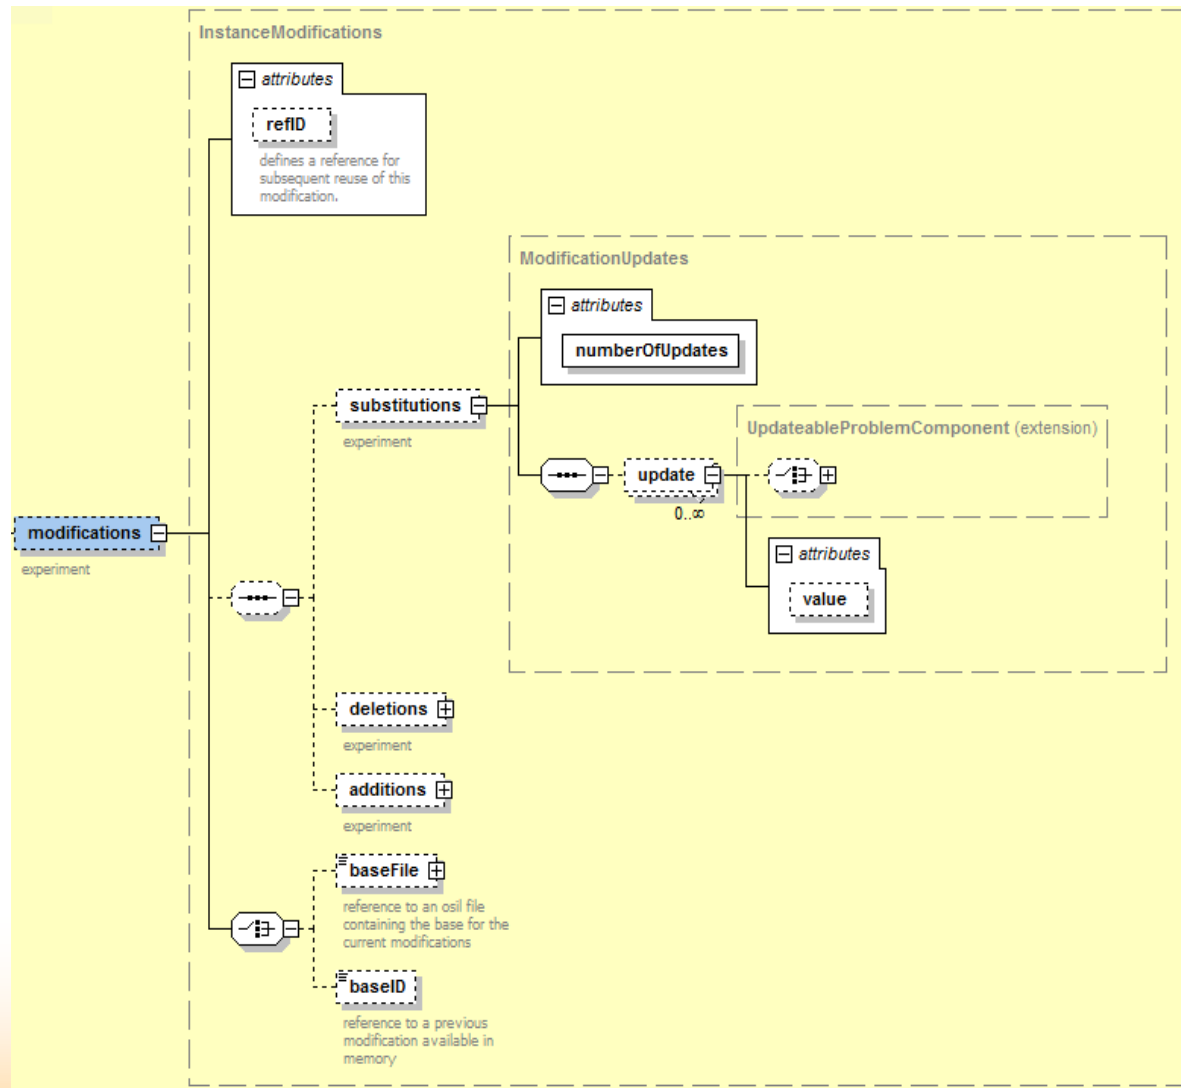 InstanceModifications
attributes
refID
defines a reference for
subsequent reuse of this
modification.
ModificationUpdates
attributes
numberOfUpdates
substitutions
experiment
UpdateableProblemComponent (extension)
update
0..∞
modifications
experiment
attributes
value
deletions
experiment
additions
experiment
baseFile
reference to an osil file
containing the base for the
current modifications
baseID
reference to a previous
modification available in
memory